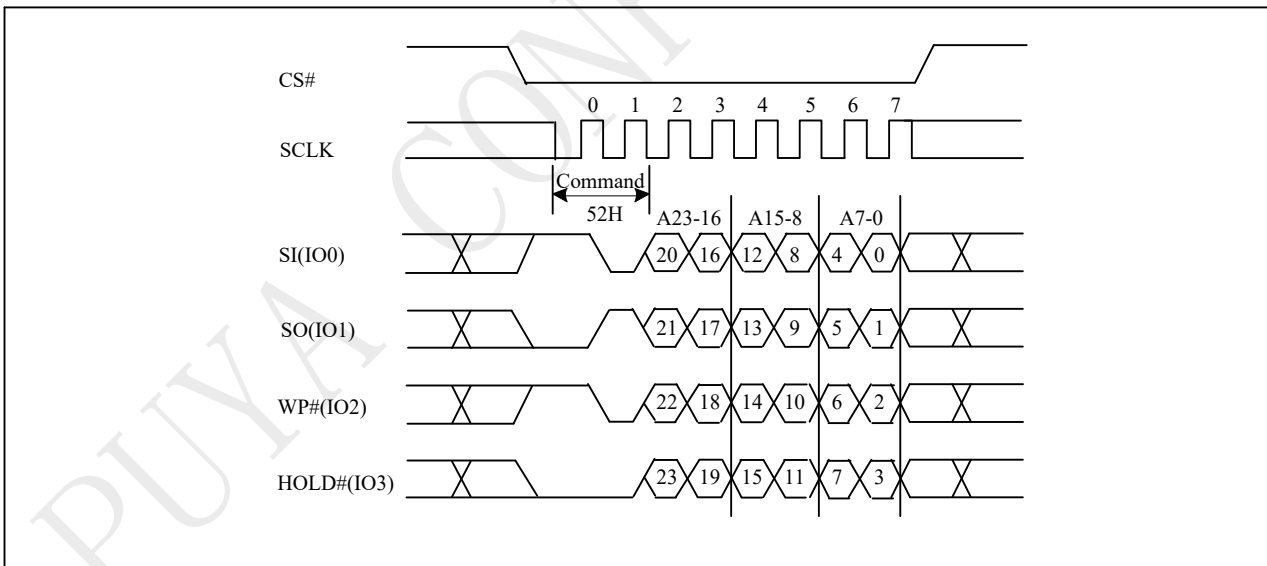 PUYA CONF
CS#
0 1 2 3 4 5 6 7
SCLK
Command
52H
A23-16 A15-8 A7-0
SI(IO0) 20 16 12 8 4 0
SO(IO1) 21 17 13 9 5 1
WP#(IO2) 22 18 14 10 6 2
HOLD#(IO3) 23 19 15 11 7 3